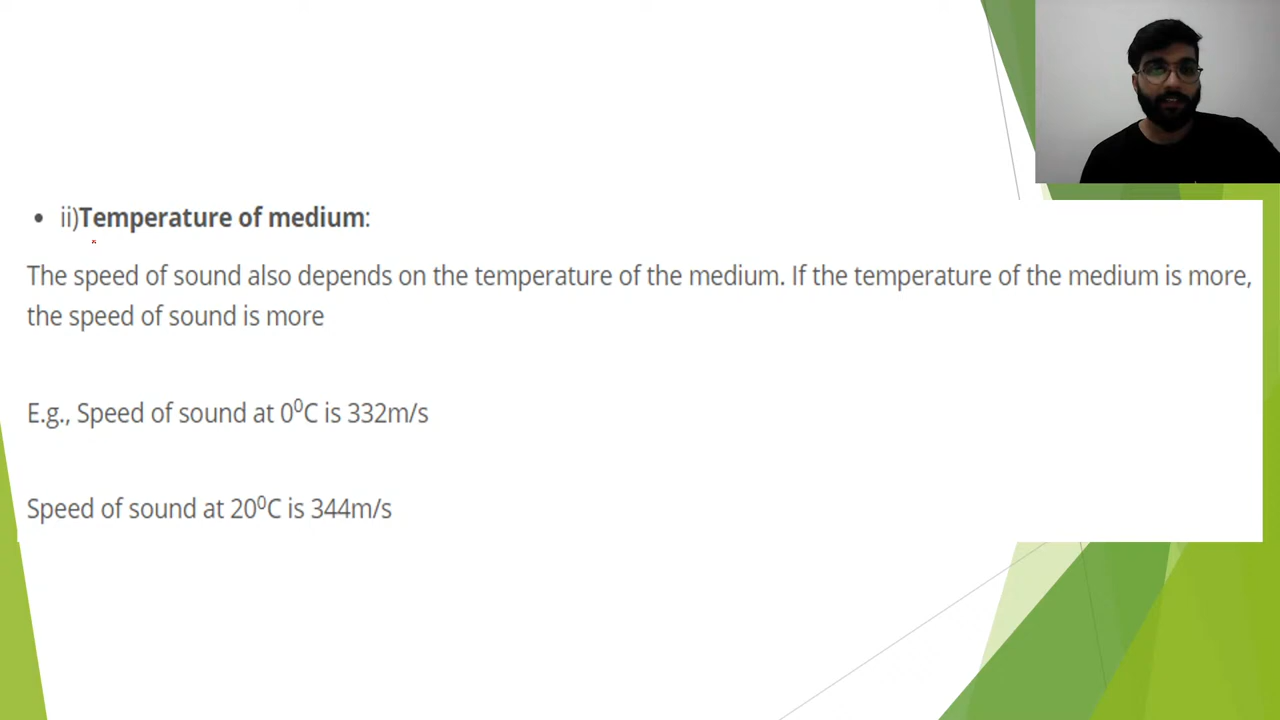 • ii)Temperature of medium:
The speed of sound also depends on the temperature of the medium. If the temperature of the medium is more,
the speed of sound is more
E.g., Speed of sound at 0⁰C is 332m/s
Speed of sound at 20⁰C is 344m/s